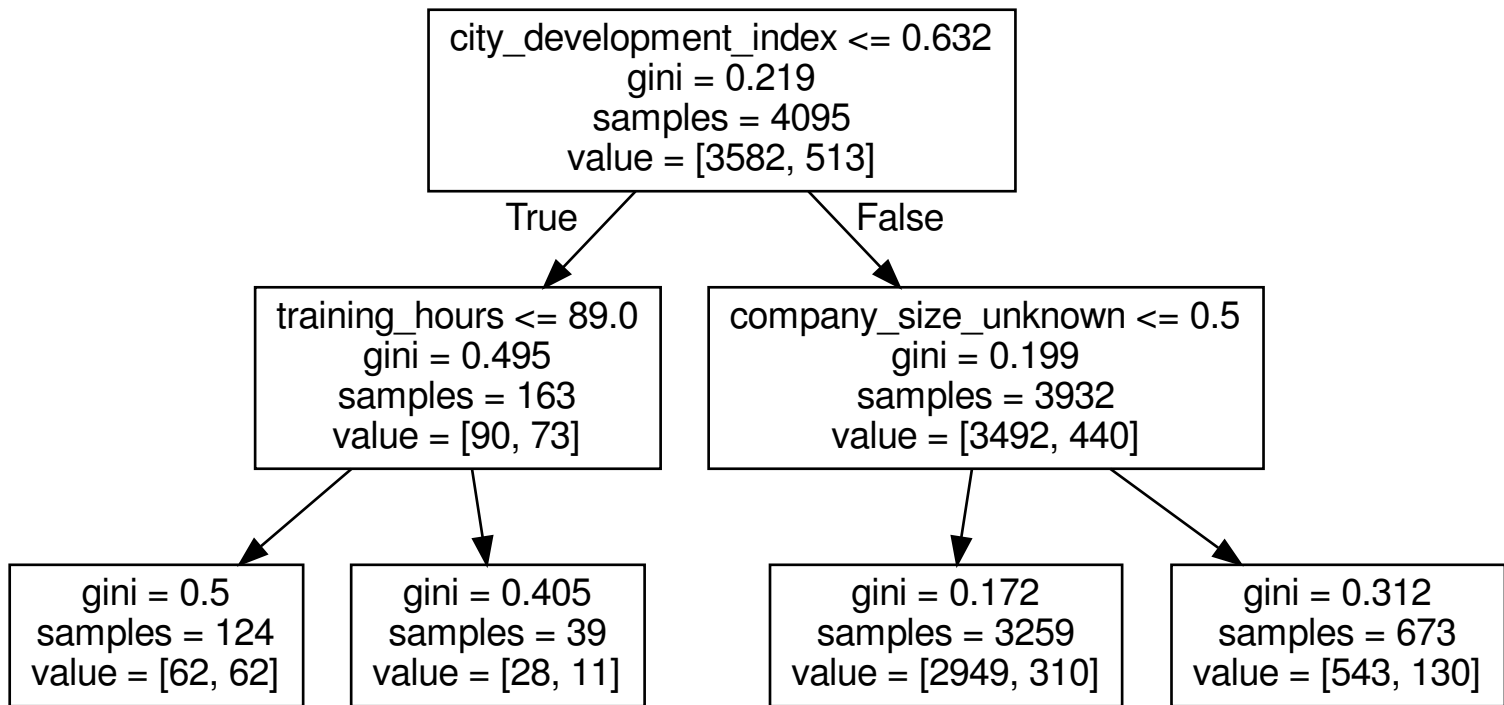 city_development_index <= 0.632
gini = 0.219
samples = 4095
value = [3582, 513]
True
False
training_hours <= 89.0
gini = 0.495
samples = 163
value = [90, 73]
company_size_unknown <= 0.5
gini = 0.199
samples = 3932
value = [3492, 440]
gini = 0.5
samples = 124
value = [62, 62]
gini = 0.405
samples = 39
value = [28, 11]
gini = 0.172
samples = 3259
value = [2949, 310]
gini = 0.312
samples = 673
value = [543, 130]